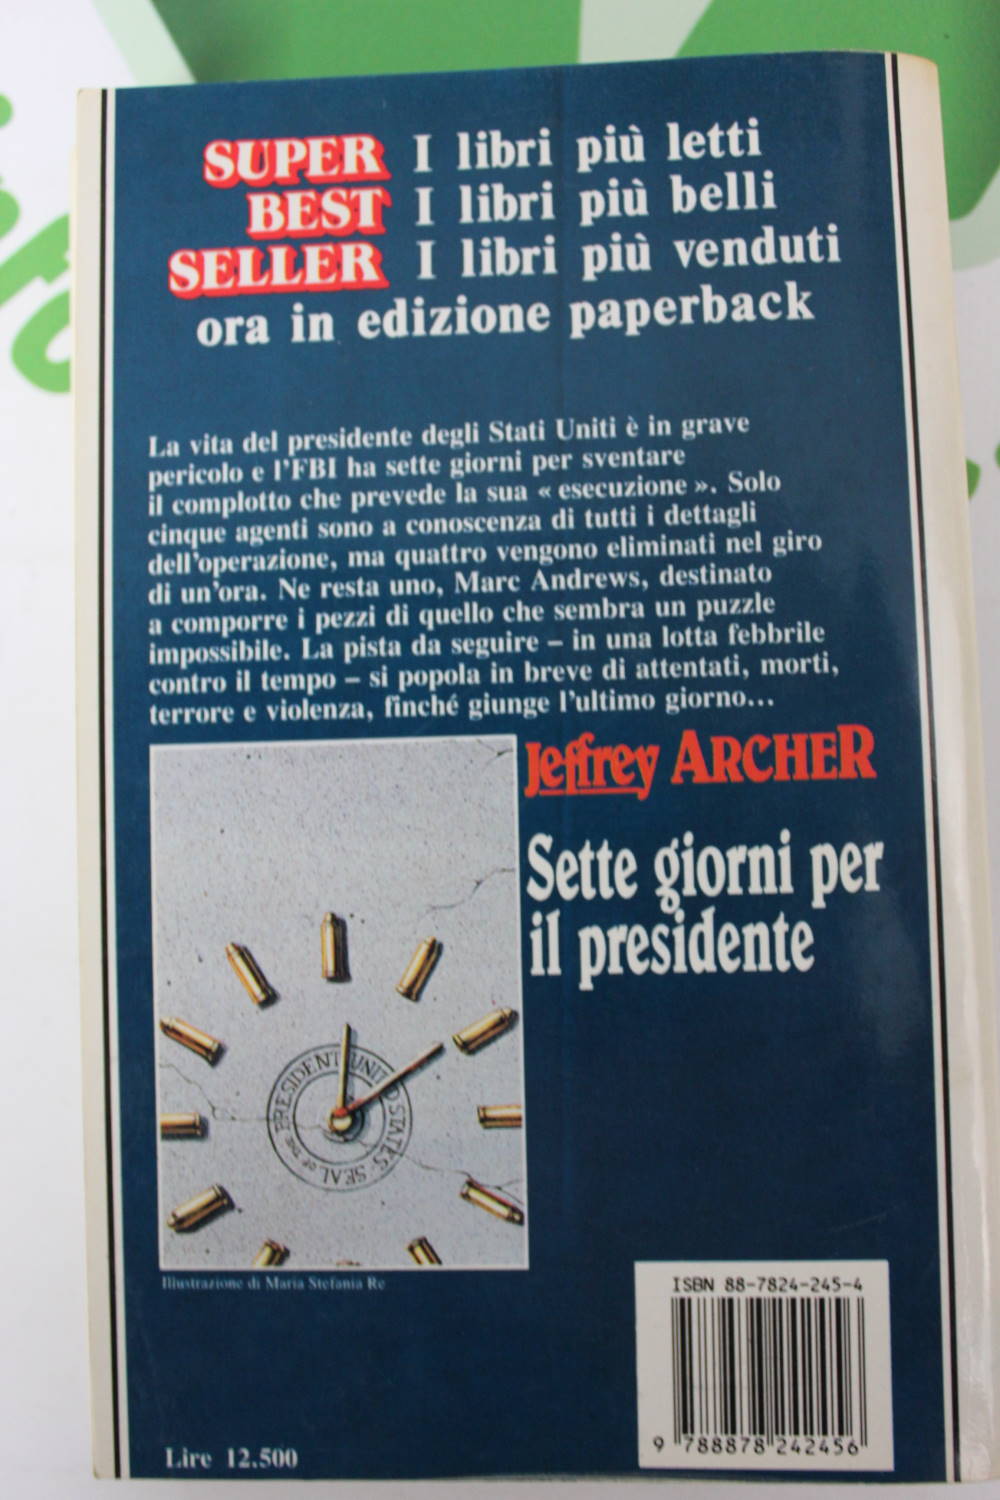 SUPER I libri più letti
BEST I libri più belli
SELLER I libri più venduti
ora in edizione paperback
La vita del presidente degli Stati Uniti è in grave
pericolo e l'FBI ha sette giorni per sventare
il complotto che prevede la sua « esecuzione ». Solo
cinque agenti sono a conoscenza di tutti i dettagli
dell'operazione, ma quattro vengono eliminati nel giro
di un'ora. Ne resta uno, Marc Andrews, destinato
a comporre i pezzi di quello che sembra un puzzle
impossibile. La pista da seguire – in una lotta febbrile
contro il tempo – si popola in breve di attentati, morti,
terrore e violenza, finché giunge l'ultimo giorno...
Jeffrey ARCHER
Sette giorni per
il presidente
SEAL OF THE PRESIDENT UNITED STATES
Illustrazione di Maria Stefania Re
ISBN 88-7824-245-4
9 788878 242456
Lire 12.500